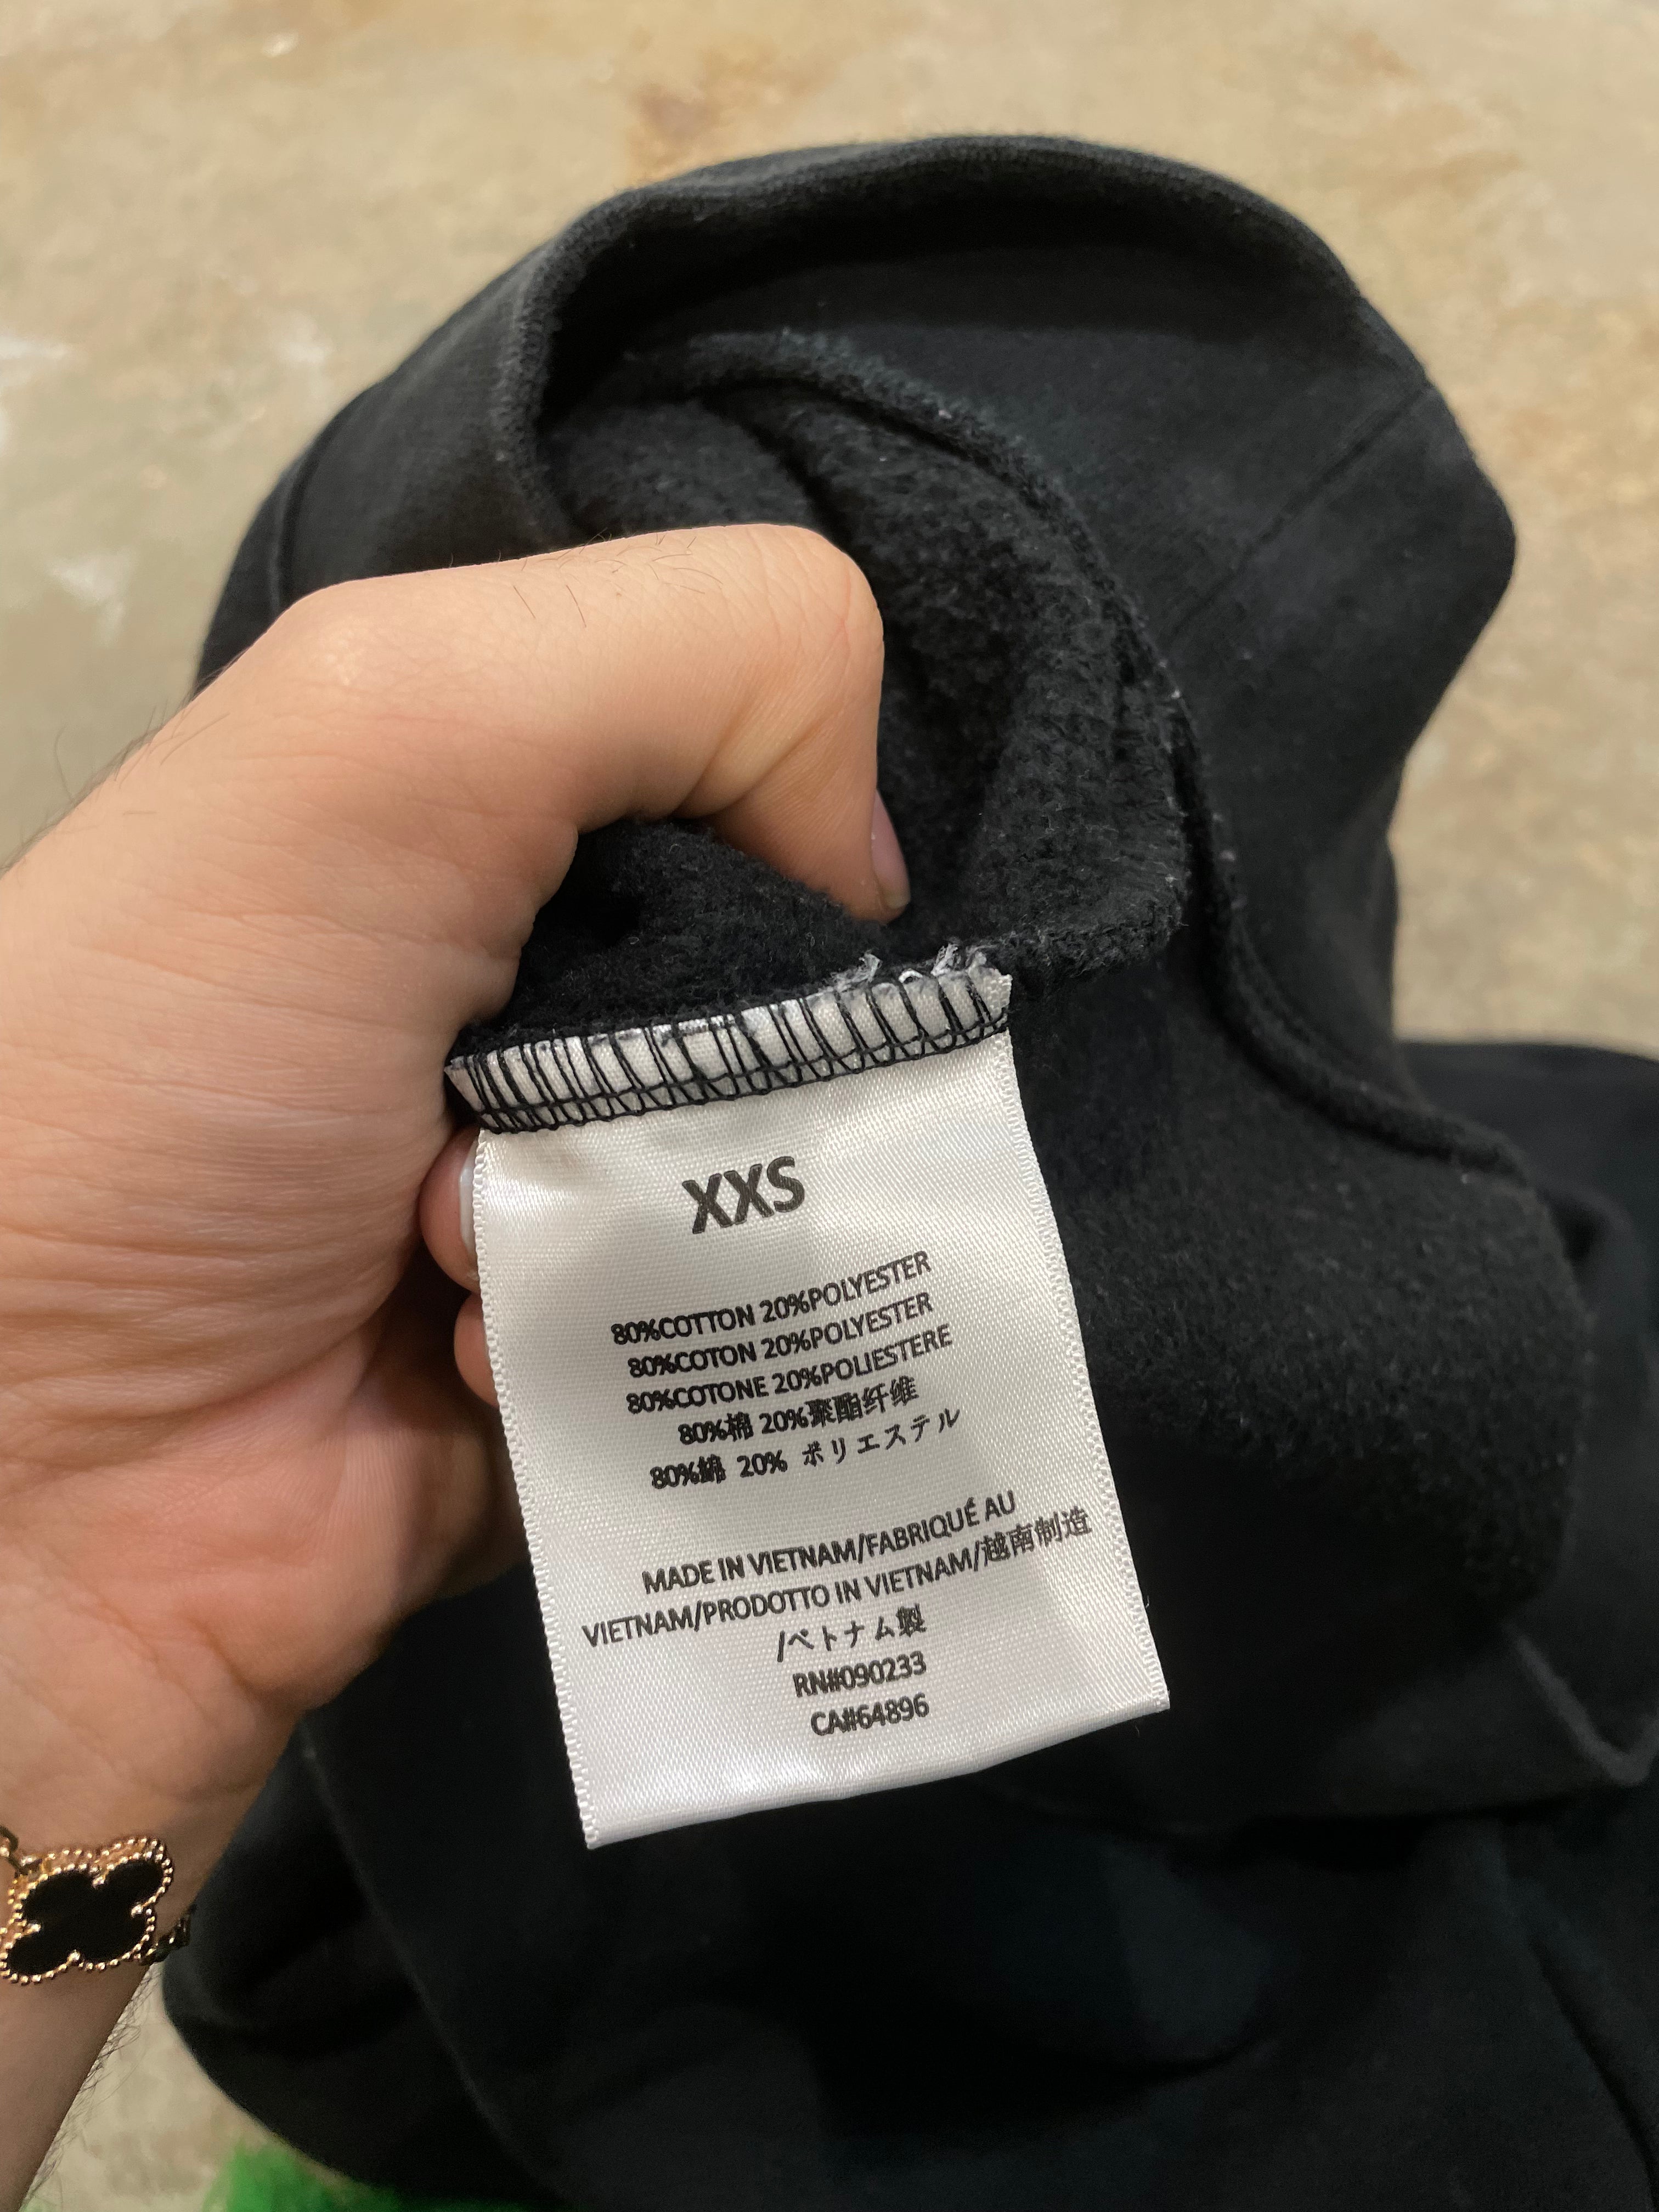 XXS
80%COTTON 20%POLYESTER
80%COTON 20%POLYESTER
80%COTONE 20%POLIESTERE
80%棉 20%聚酯纤维
80%綿 20% ポリエステル
MADE IN VIETNAM/FABRIQUÉ AU
VIETNAM/PRODOTTO IN VIETNAM/越南制造
/ベトナム製
RN#090233
CA#64896